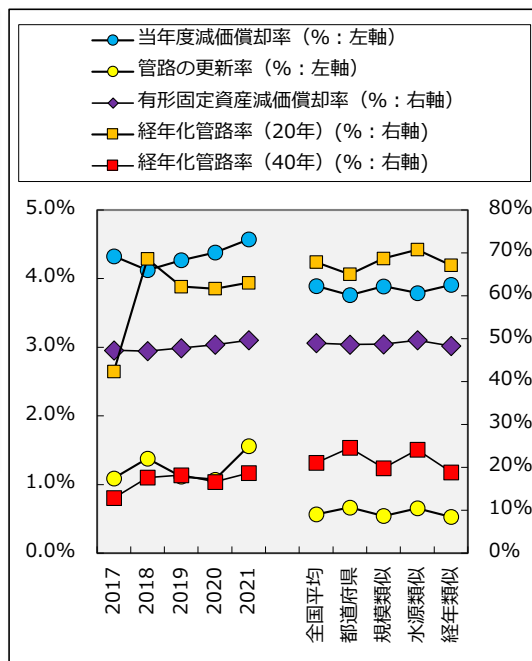 当年度減価償却率（%：左軸）
管路の更新率（%：左軸）
有形固定資産減価償却率（%：右軸）
経年化管路率（20年）(%：右軸)
経年化管路率（40年）(%：右軸)
5.0% 80%
70%
4.0%
60%
3.0% 50%
40%
2.0%
30%
1.0% 20%
10%
0.0% 0%
2017 2018 2019 2020 2021 全国平均 都道府県 規模類似 水源類似 経年類似